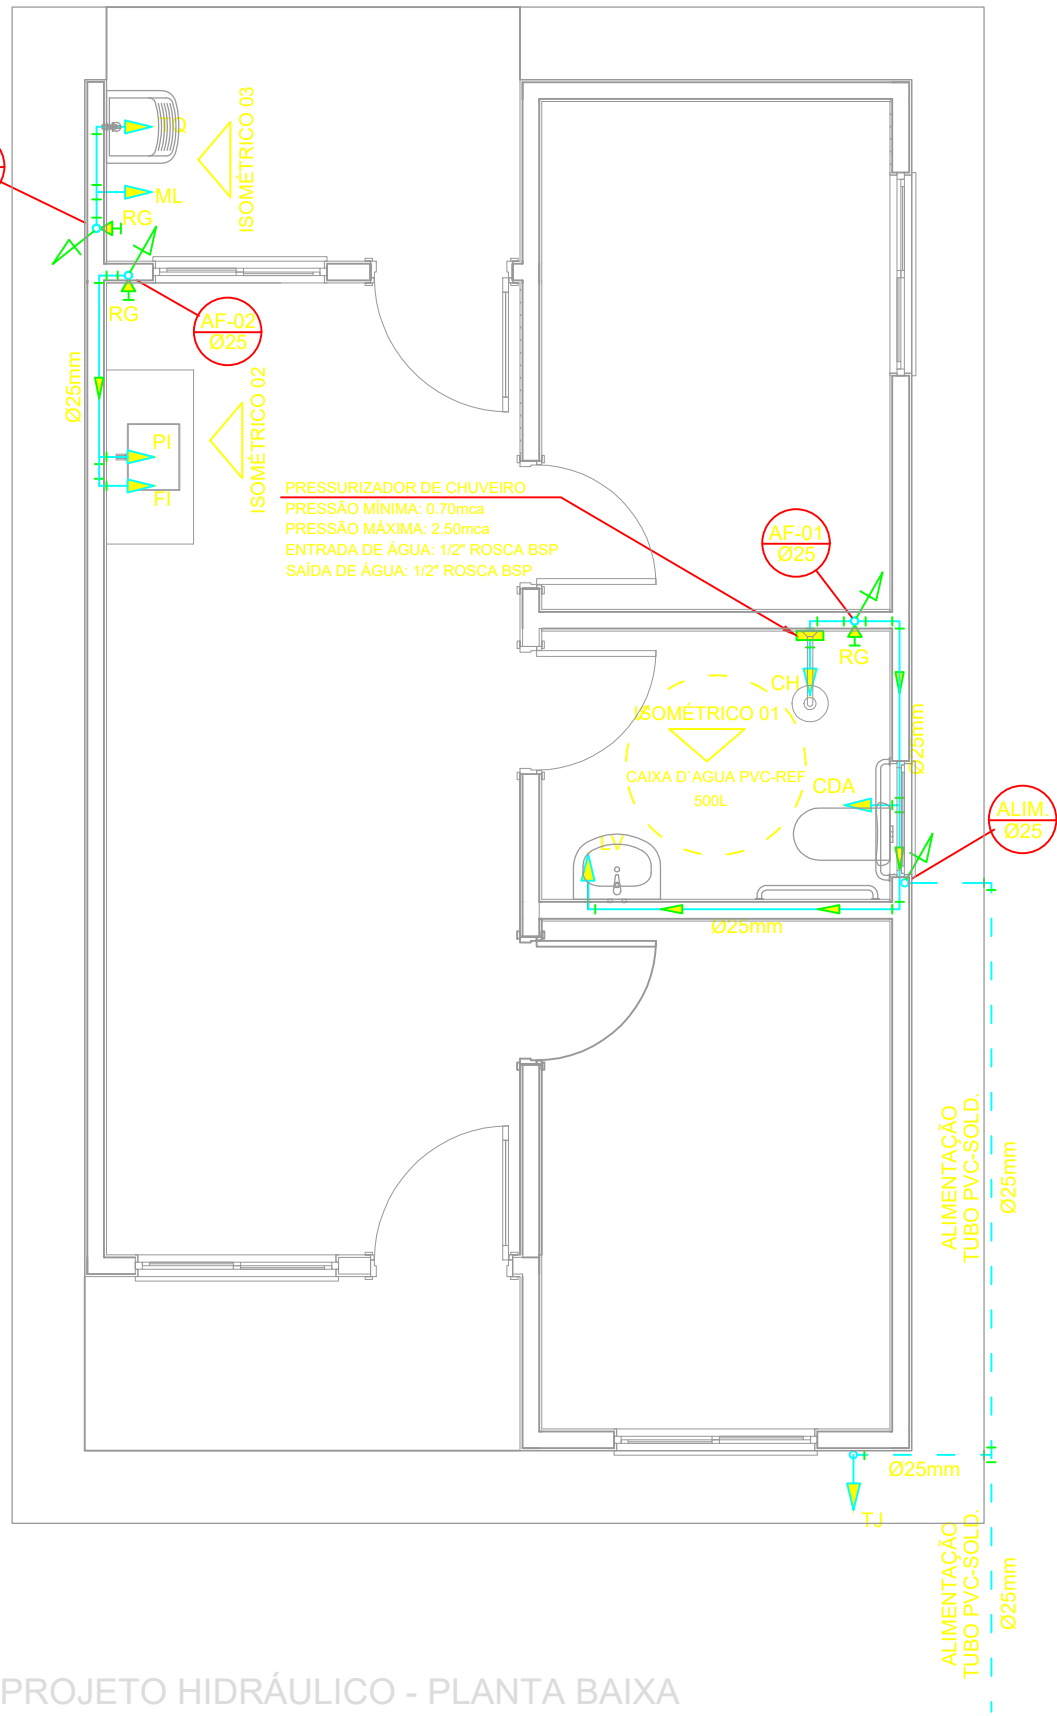 TQ
ISOMÉTRICO 03
ML
RG
RG
AF-02
Ø25
Ø25mm
ISOMÉTRICO 02
PI
FI
PRESSURIZADOR DE CHUVEIRO
PRESSÃO MÍNIMA: 0.70mca
PRESSÃO MÁXIMA: 2.50mca
ENTRADA DE ÁGUA: 1/2" ROSCA BSP
SAÍDA DE ÁGUA: 1/2" ROSCA BSP
AF-01
Ø25
RG
CH
ISOMÉTRICO 01
Ø25mm
CAIXA D´AGUA PVC-REF
500L
CDA
ALIM.
Ø25
LV
Ø25mm
ALIMENTAÇÃO
TUBO PVC-SOLD.
Ø25mm
Ø25mm
TJ
ALIMENTAÇÃO
TUBO PVC-SOLD.
Ø25mm
PROJETO HIDRÁULICO - PLANTA BAIXA